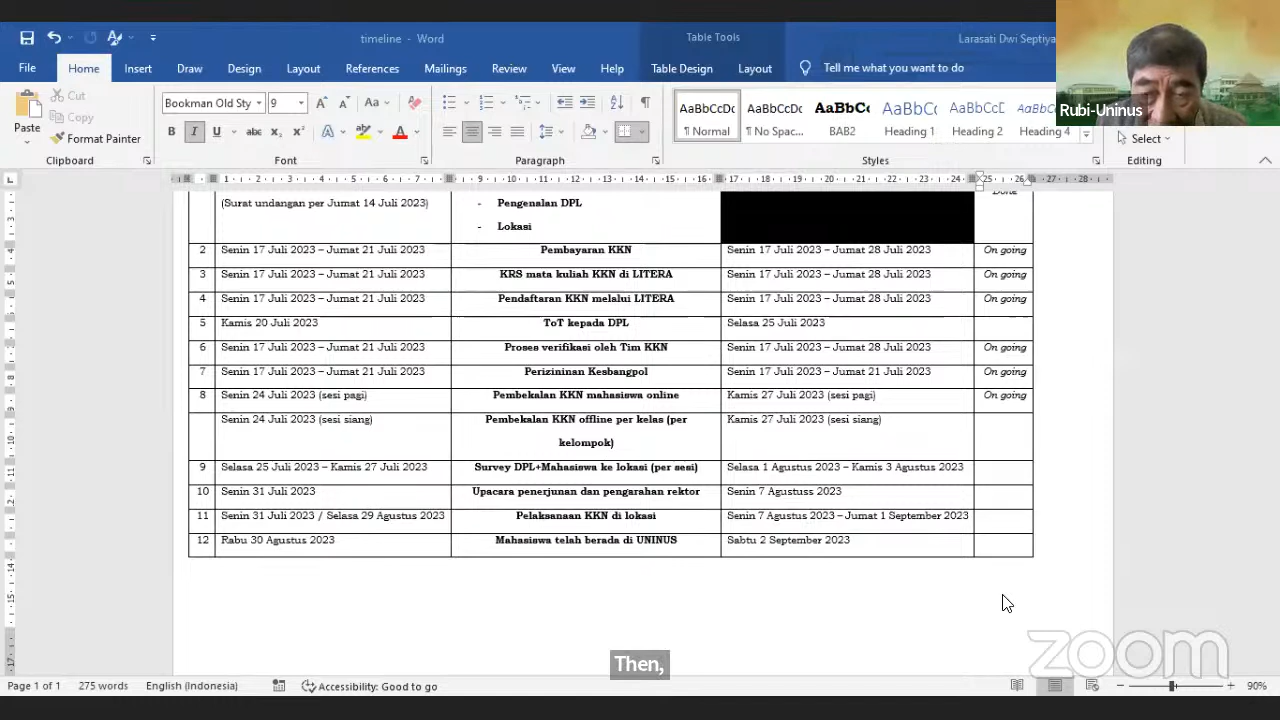 timeline - Word
Table Tools
Larasati Dwi Septiya
File
Home
Insert
Draw
Design
Layout
References
Mailings
Review
View
Help
Table Design
Layout
Tell me what you want to do
Rubi-Uninus
Paste
Cut
Copy
Format Painter
Bookman Old Sty
9
AaBbCcDc
AaBbCcDc
AaBbCc
AaBbCcD
AaBbCcD
¶ Normal
¶ No Spac...
BAB2
Heading 1
Heading 2
Heading 4
Select
Clipboard
Font
Paragraph
Styles
Editing
Done
(Surat undangan per Jumat 14 Juli 2023)
- Pengenalan DPL
- Lokasi
2 Senin 17 Juli 2023 – Jumat 21 Juli 2023 Pembayaran KKN Senin 17 Juli 2023 – Jumat 28 Juli 2023 On going
3 Senin 17 Juli 2023 – Jumat 21 Juli 2023 KRS mata kuliah KKN di LITERA Senin 17 Juli 2023 – Jumat 28 Juli 2023 On going
4 Senin 17 Juli 2023 – Jumat 21 Juli 2023 Pendaftaran KKN melalui LITERA Senin 17 Juli 2023 – Jumat 28 Juli 2023 On going
5 Kamis 20 Juli 2023 ToT kepada DPL Selasa 25 Juli 2023
6 Senin 17 Juli 2023 – Jumat 21 Juli 2023 Proses verifikasi oleh Tim KKN Senin 17 Juli 2023 – Jumat 28 Juli 2023 On going
7 Senin 17 Juli 2023 – Jumat 21 Juli 2023 Perizininan Kesbangpol Senin 17 Juli 2023 – Jumat 21 Juli 2023 On going
8 Senin 24 Juli 2023 (sesi pagi) Pembekalan KKN mahasiswa online Kamis 27 Juli 2023 (sesi pagi) On going
Senin 24 Juli 2023 (sesi siang) Pembekalan KKN offline per kelas (per Kamis 27 Juli 2023 (sesi siang)
kelompok)
9 Selasa 25 Juli 2023 – Kamis 27 Juli 2023 Survey DPL+Mahasiswa ke lokasi (per sesi) Selasa 1 Agustus 2023 – Kamis 3 Agustus 2023
10 Senin 31 Juli 2023 Upacara penerjunan dan pengarahan rektor Senin 7 Agustuss 2023
11 Senin 31 Juli 2023 / Selasa 29 Agustus 2023 Pelaksanaan KKN di lokasi Senin 7 Agustus 2023 – Jumat 1 September 2023
12 Rabu 30 Agustus 2023 Mahasiswa telah berada di UNINUS Sabtu 2 September 2023
zoom
Then,
Page 1 of 1
275 words
English (Indonesia)
Accessibility: Good to go
90%